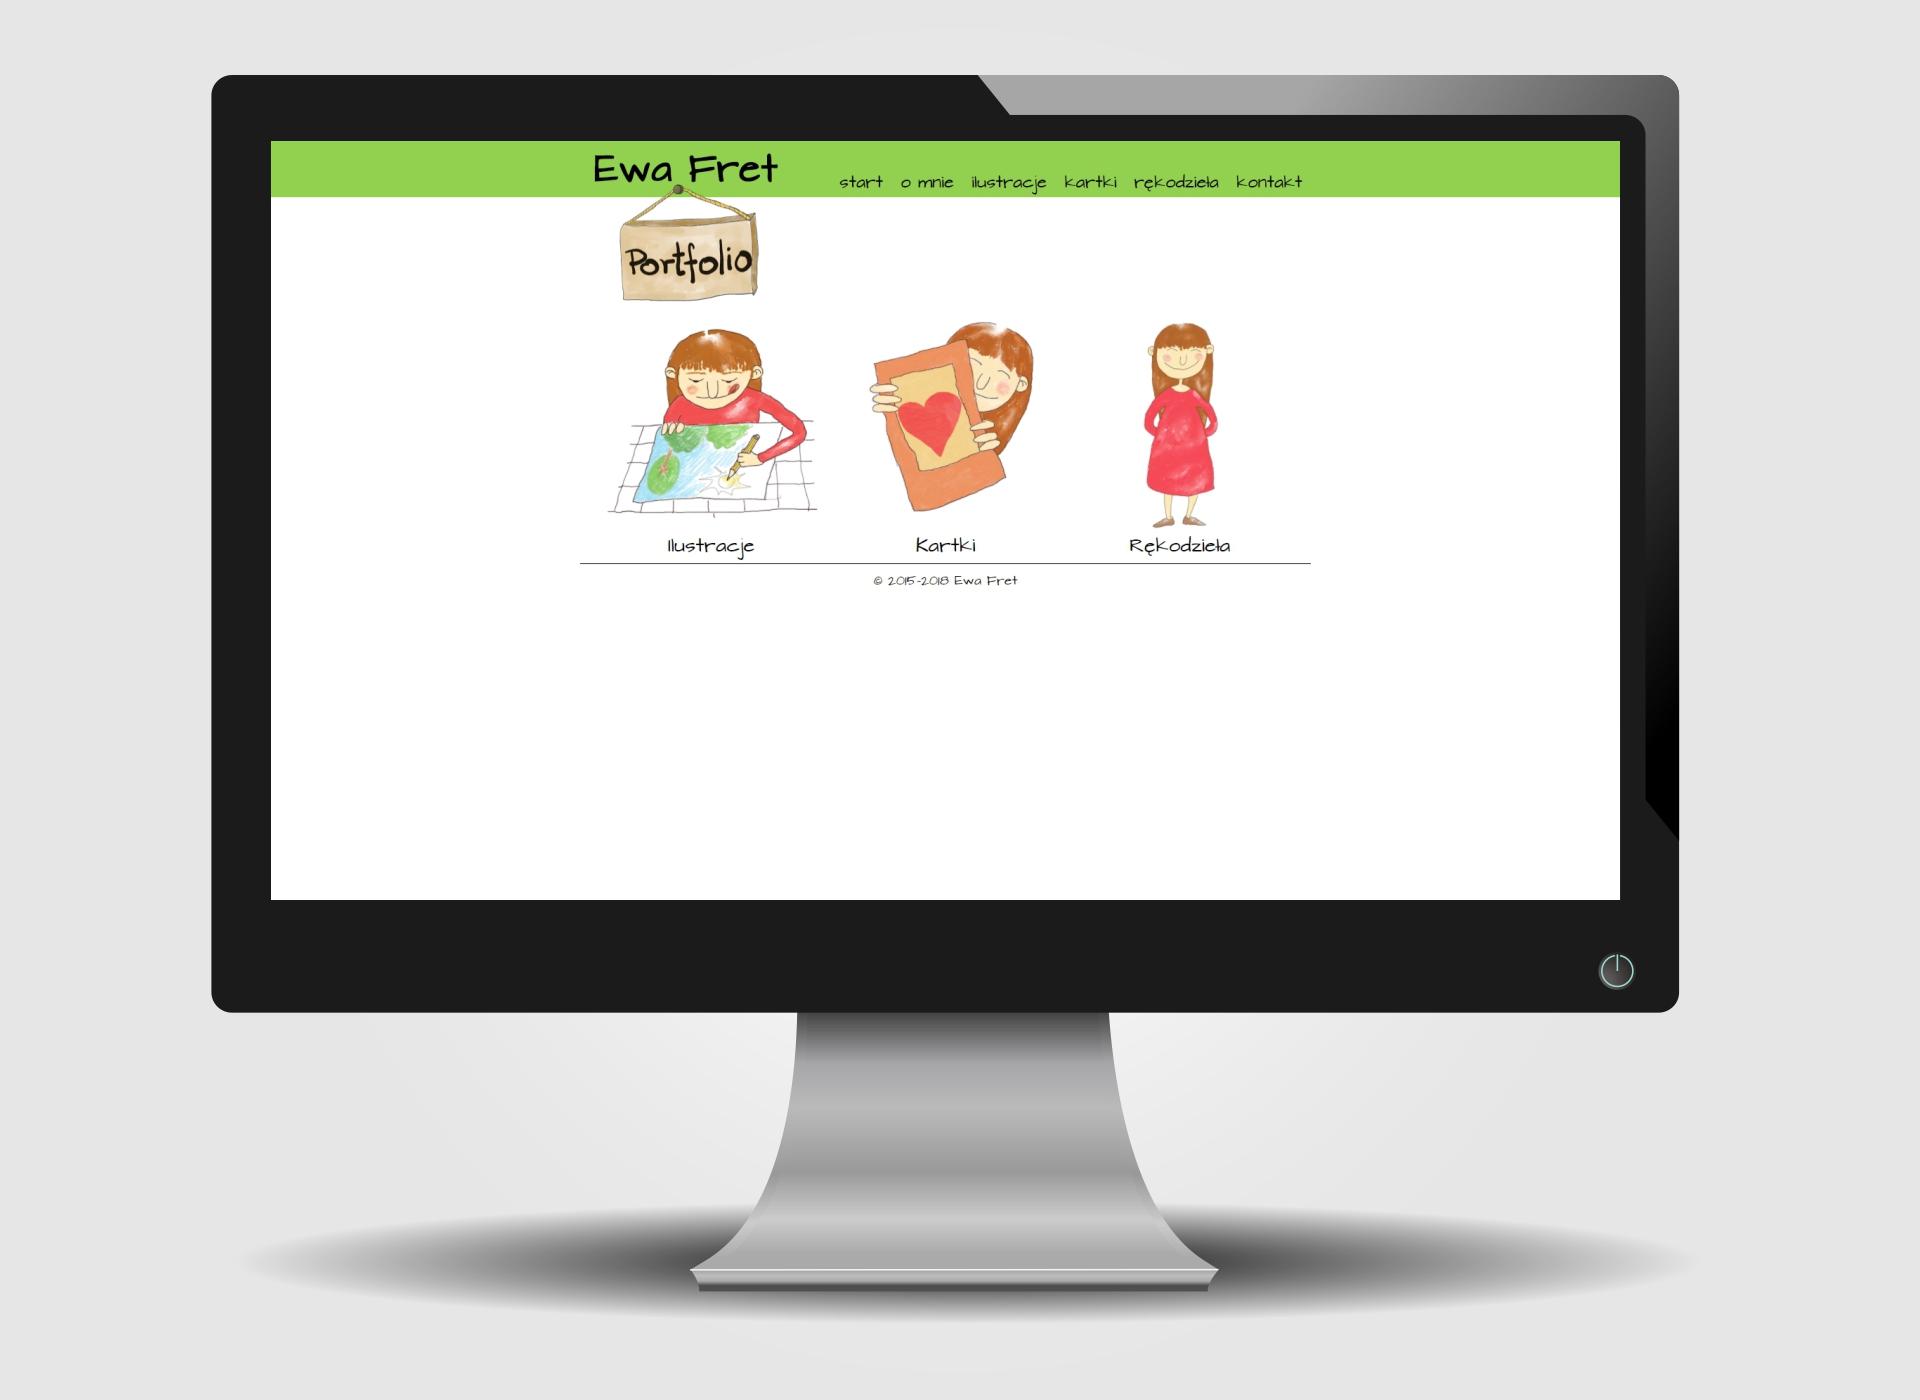 Ewa Fret
start o mnie ilustracje kartki rękodzieła kontakt
Portfolio
Ilustracje Kartki Rękodzieła
© 2015-2018 Ewa Fret